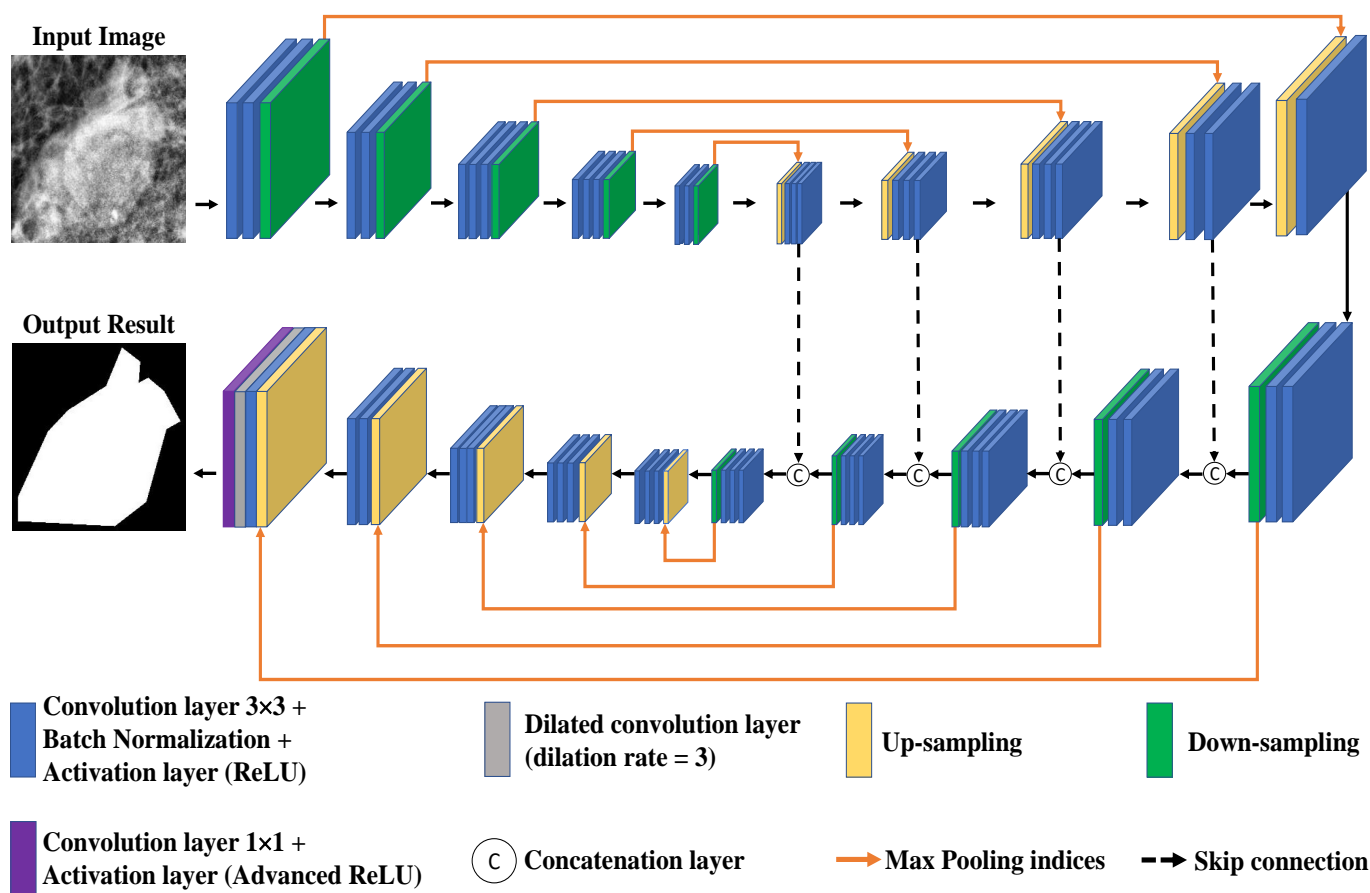 Input Image
Output Result
C
C
C
C
Convolution layer 3×3 +
Batch Normalization +
Activation layer (ReLU)
Dilated convolution layer
(dilation rate = 3)
Up-sampling
Down-sampling
Convolution layer 1×1 +
Activation layer (Advanced ReLU)
C
Concatenation layer
Max Pooling indices
Skip connection